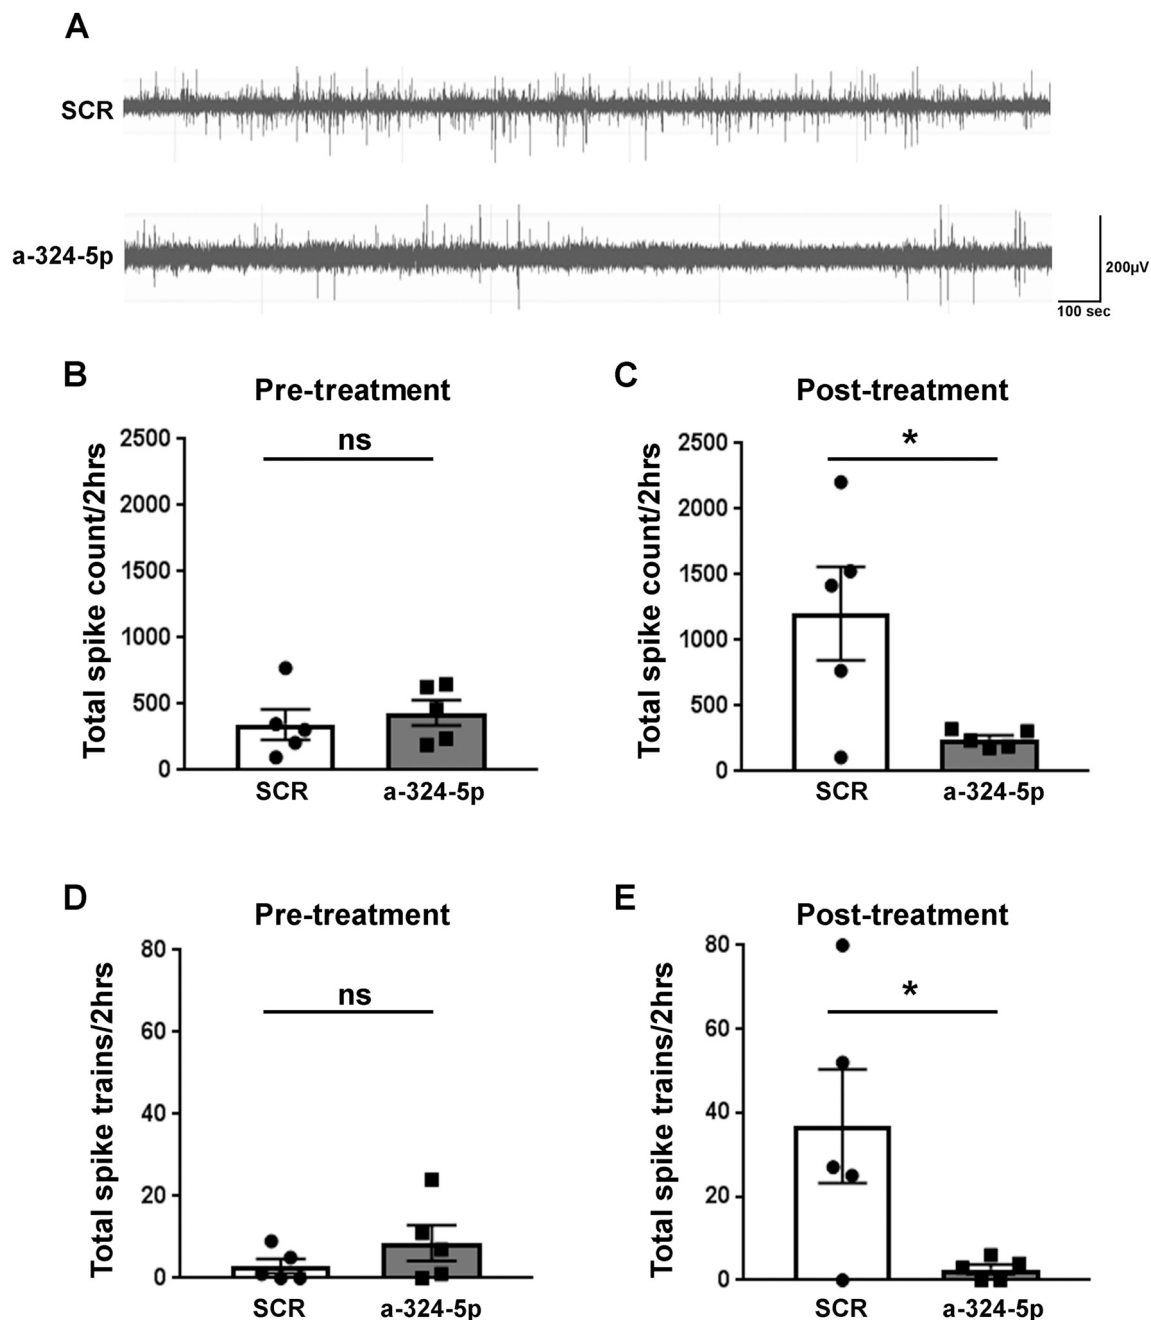 A
SCR
a-324-5p
200µV
100 sec
B
Pre-treatment
ns
Total spike count/2hrs
2500
2000
1500
1000
500
0
SCR
a-324-5p
C
Post-treatment
*
Total spike count/2hrs
2500
2000
1500
1000
500
0
SCR
a-324-5p
D
Pre-treatment
ns
Total spike trains/2hrs
80
60
40
20
0
SCR
a-324-5p
E
Post-treatment
*
Total spike trains/2hrs
80
60
40
20
0
SCR
a-324-5p